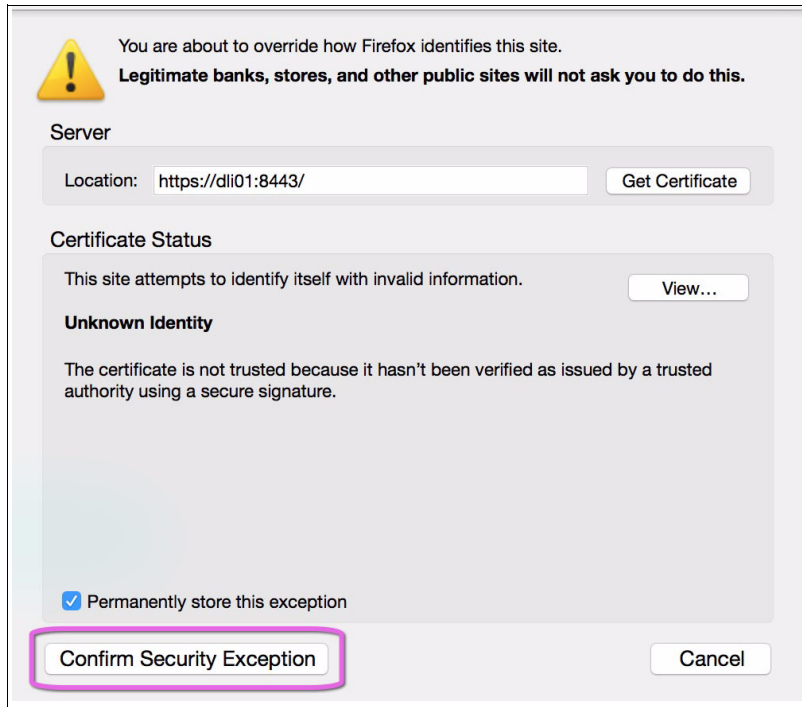 You are about to override how Firefox identifies this site.
Legitimate banks, stores, and other public sites will not ask you to do this.
Server
Location: https://dli01:8443/ Get Certificate
Certificate Status
This site attempts to identify itself with invalid information.
View...
Unknown Identity
The certificate is not trusted because it hasn't been verified as issued by a trusted
authority using a secure signature.
Permanently store this exception
Confirm Security Exception Cancel